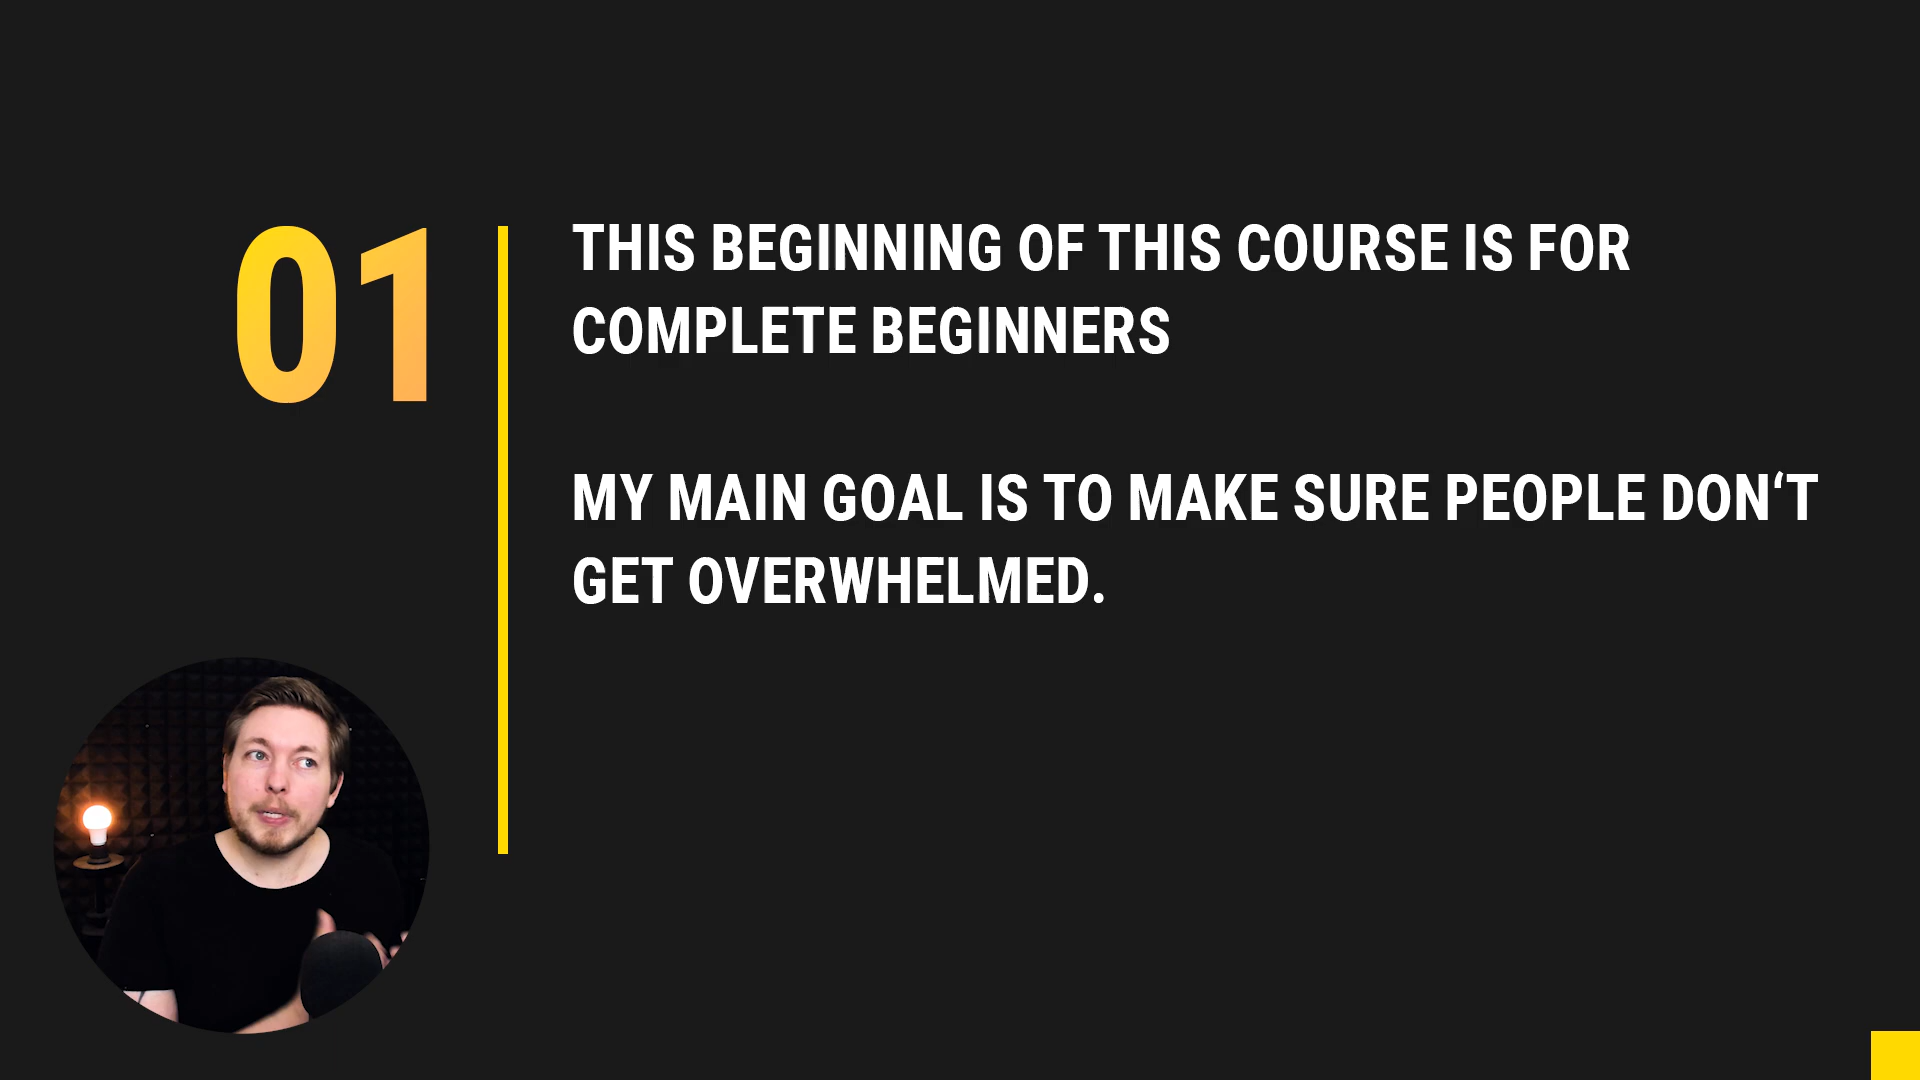 01
THIS BEGINNING OF THIS COURSE IS FOR
COMPLETE BEGINNERS
MY MAIN GOAL IS TO MAKE SURE PEOPLE DON‘T
GET OVERWHELMED.